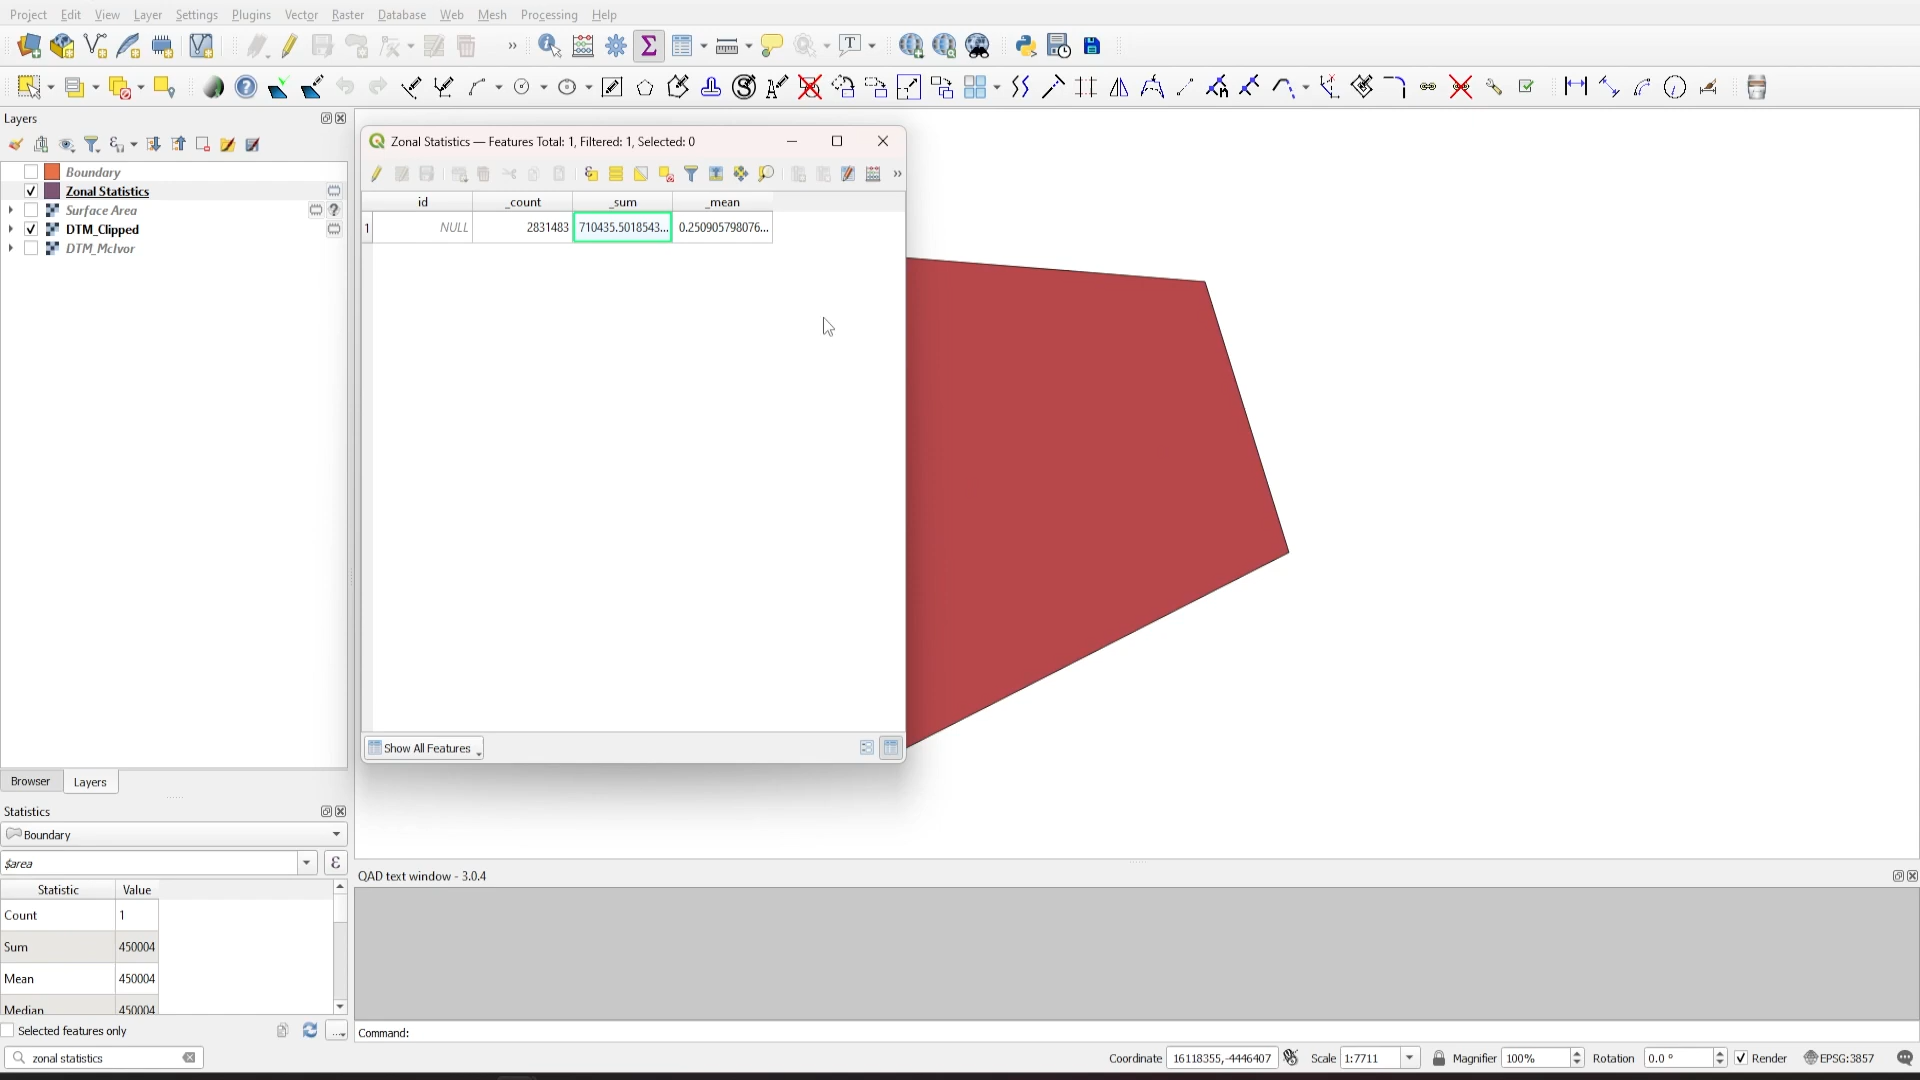 Project Edit View Layer Settings Plugins Vector Raster Database Web Mesh Processing Help
Layers
Boundary
Zonal Statistics
Surface Area
DTM_Clipped
DTM_McIvor
Zonal Statistics — Features Total: 1, Filtered: 1, Selected: 0
id _count _sum _mean
1 NULL 2831483 710435.5018543... 0.250905798076...
Show All Features
Browser Layers
Statistics
Boundary
$area
Statistic Value
Count 1
Sum 450004
Mean 450004
Median 450004
Selected features only
zonal statistics
QAD text window - 3.0.4
Command:
Coordinate 16118355,-4446407 Scale 1:7711 Magnifier 100% Rotation 0.0 ° Render EPSG:3857